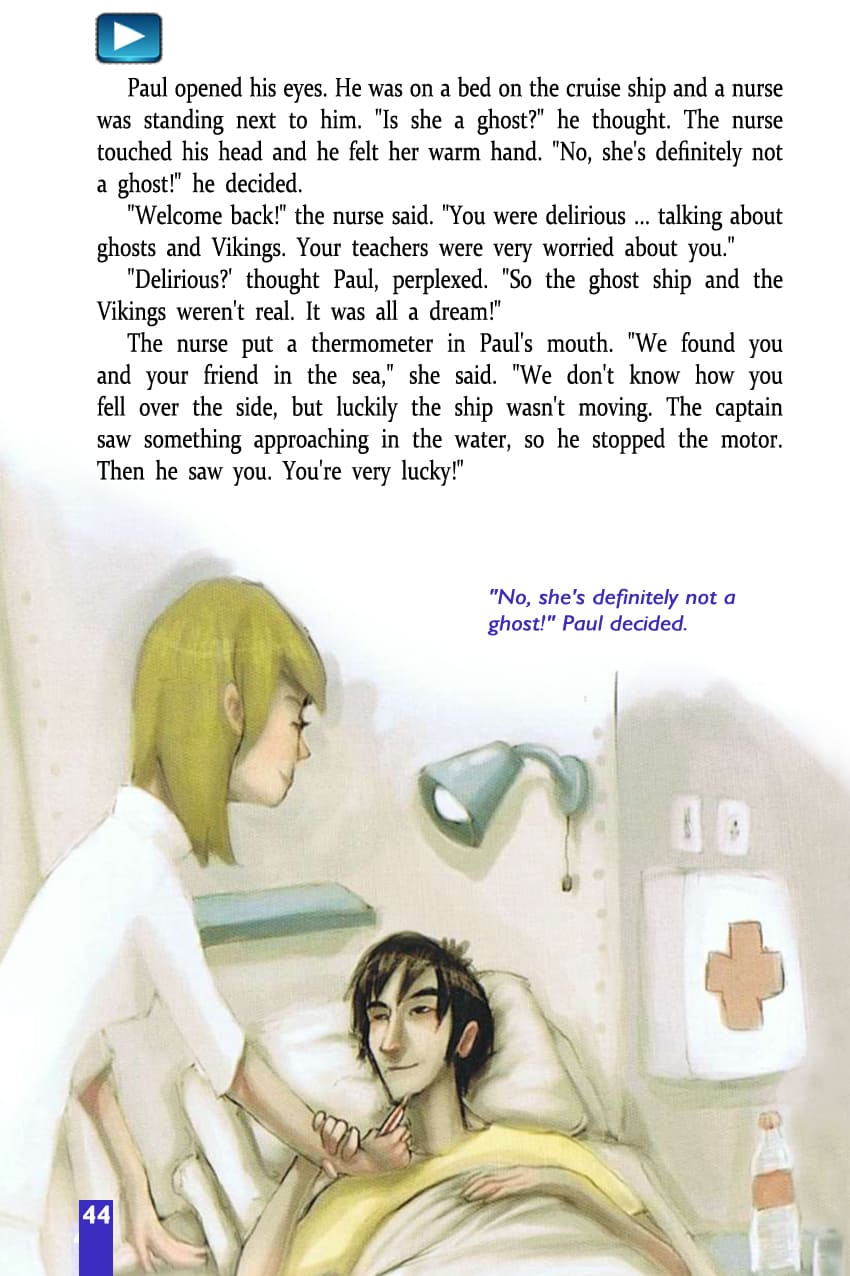 Paul opened his eyes. He was on a bed on the cruise ship and a nurse
was standing next to him. "Is she a ghost?" he thought. The nurse
touched his head and he felt her warm hand. "No, she's definitely not
a ghost!" he decided.
"Welcome back!" the nurse said. "You were delirious ... talking about
ghosts and Vikings. Your teachers were very worried about you."
"Delirious?' thought Paul, perplexed. "So the ghost ship and the
Vikings weren't real. It was all a dream!"
The nurse put a thermometer in Paul's mouth. "We found you
and your friend in the sea," she said. "We don't know how you
fell over the side, but luckily the ship wasn't moving. The captain
saw something approaching in the water, so he stopped the motor.
Then he saw you. You're very lucky!"
"No, she's definitely not a
ghost!" Paul decided.
44